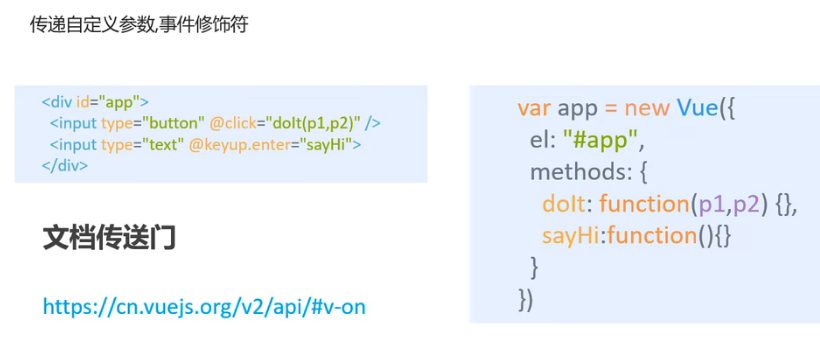 传递自定义参数,事件修饰符
<div id="app">
<input type="button" @click="doIt(p1,p2)" />
<input type="text" @keyup.enter="sayHi">
</div>
文档传送门
https://cn.vuejs.org/v2/api/#v-on
var app = new Vue({
el: "#app",
methods: {
doIt: function(p1,p2) {},
sayHi:function(){}
}
})